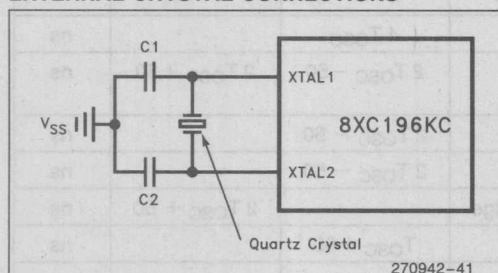 EXTERNAL CRYSTAL CONNECTIONS
C1
XTAL1
VSS
8XC196KC
XTAL2
C2
Quartz Crystal
270942-41